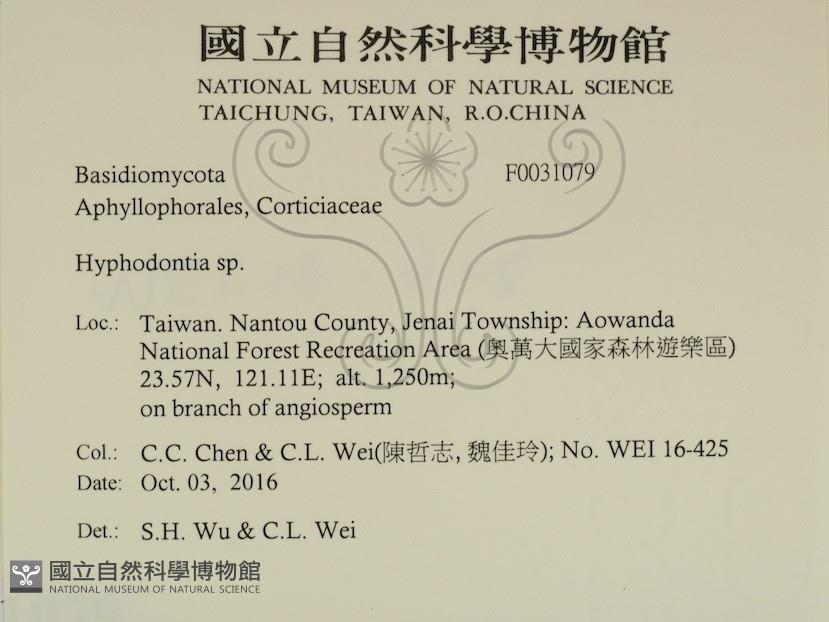 國立自然科學博物館
NATIONAL MUSEUM OF NATURAL SCIENCE
TAICHUNG, TAIWAN, R.O.CHINA
Basidiomycota F0031079
Aphyllophorales, Corticiaceae
Hyphodontia sp.
Loc.: Taiwan. Nantou County, Jenai Township: Aowanda
National Forest Recreation Area (奧萬大國家森林遊樂區)
23.57N, 121.11E; alt. 1,250m;
on branch of angiosperm
Col.: C.C. Chen & C.L. Wei(陳哲志, 魏佳玲); No. WEI 16-425
Date: Oct. 03, 2016
Det.: S.H. Wu & C.L. Wei
國立自然科學博物館
NATIONAL MUSEUM OF NATURAL SCIENCE